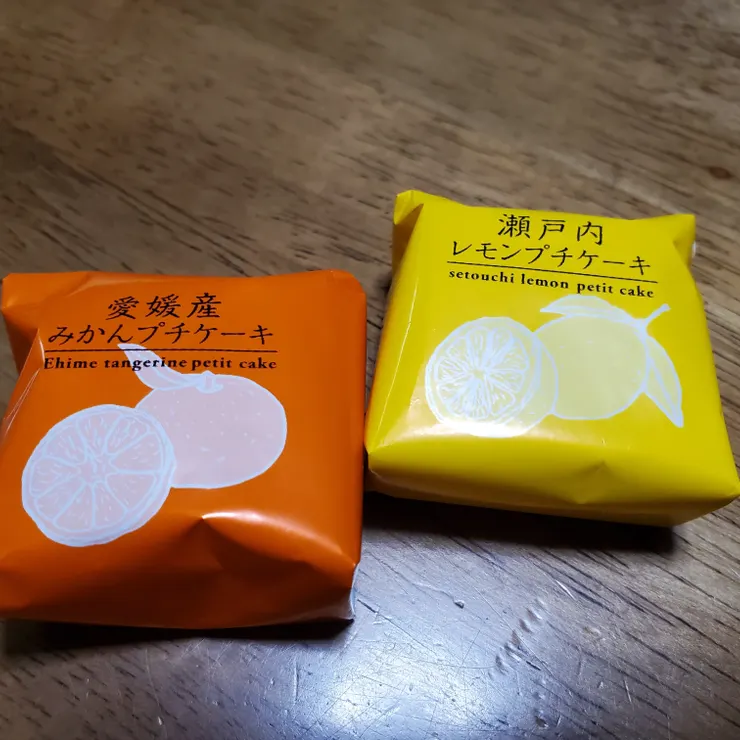 愛媛産
みかんプチケーキ
Ehime tangerine petit cake
瀬戸内
レモンプチケーキ
setouchi lemon petit cake